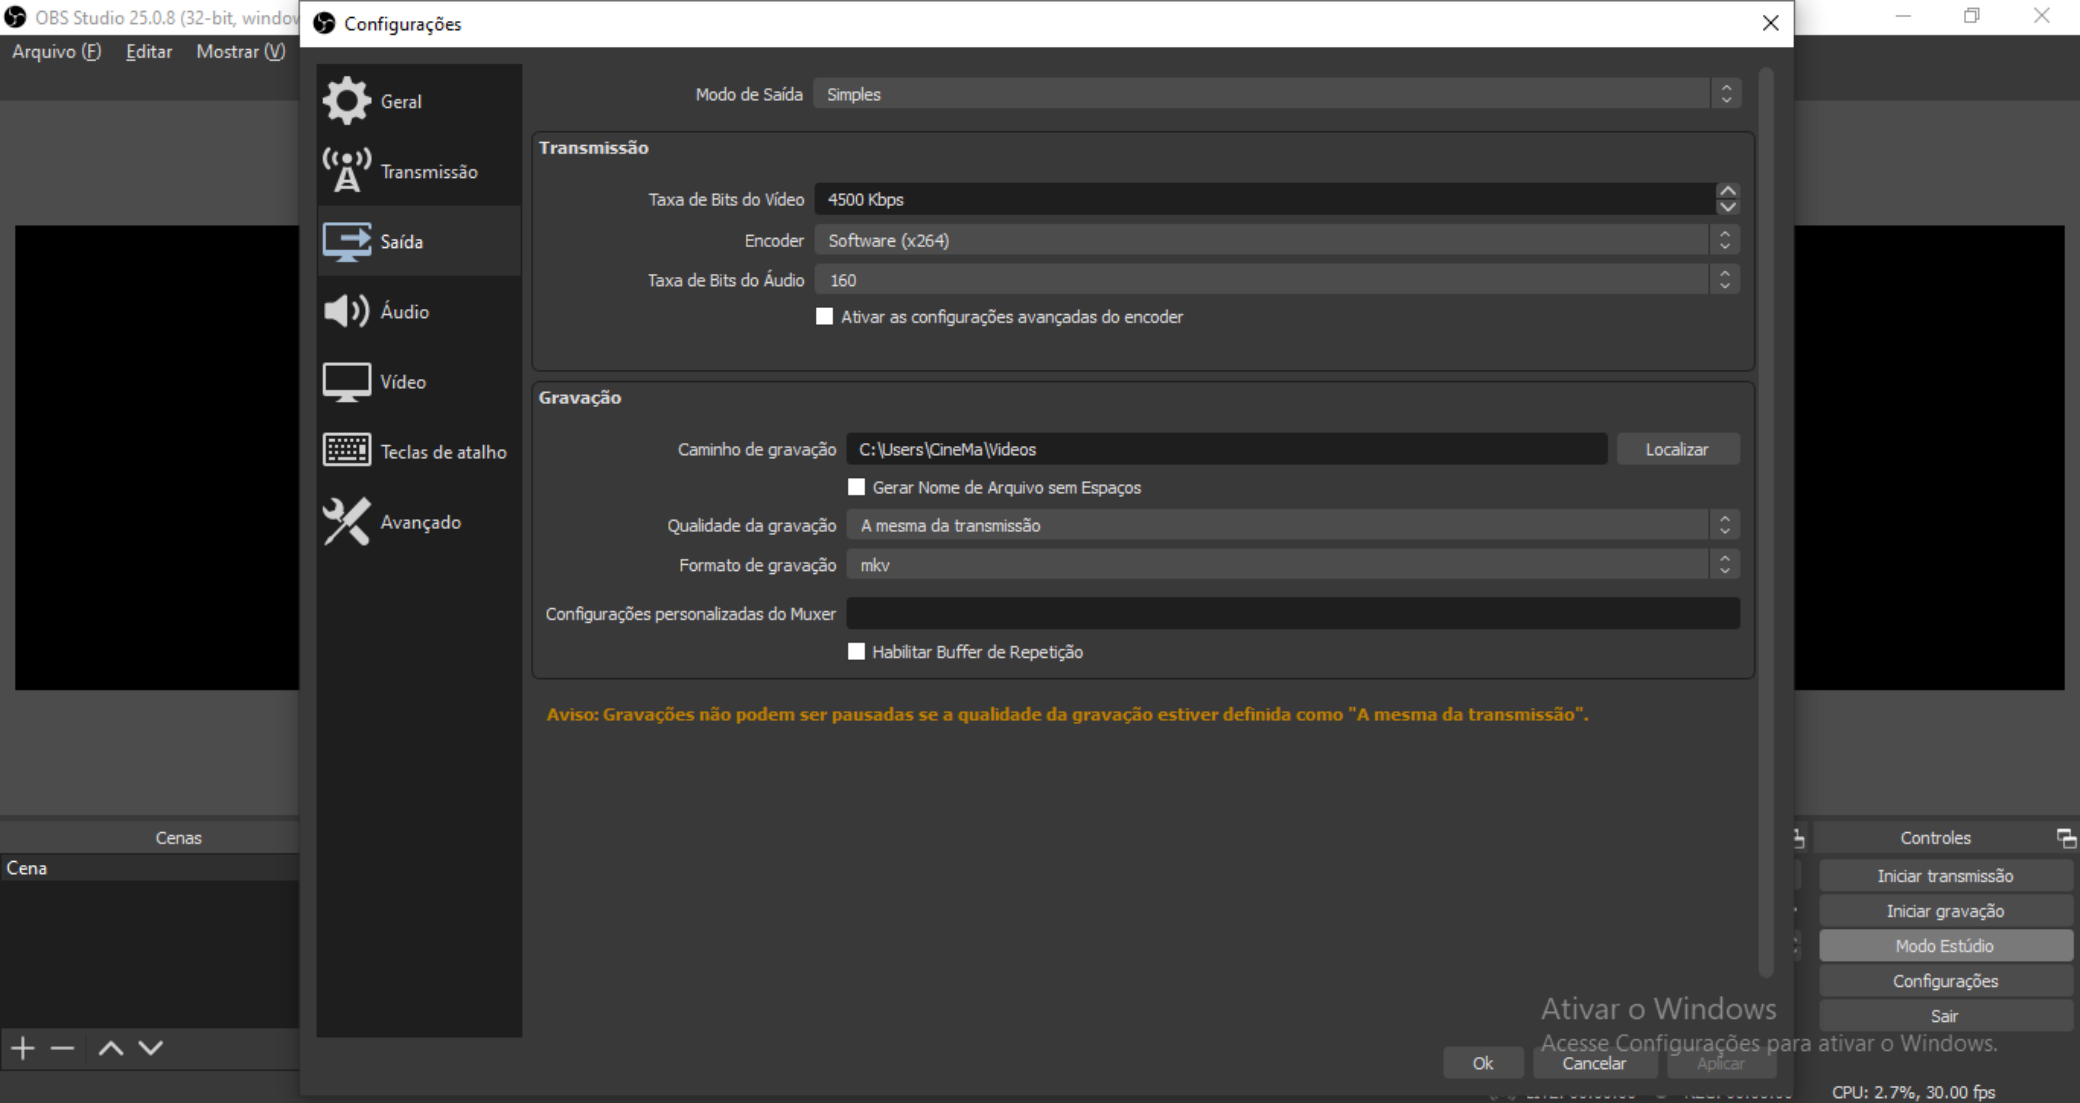 OBS Studio 25.0.8 (32-bit, window
Configurações
Arquivo (F) Editar Mostrar (V)
Geral
Transmissão
Saída
Áudio
Vídeo
Teclas de atalho
Avançado
Modo de Saída Simples
Transmissão
Taxa de Bits do Vídeo 4500 Kbps
Encoder Software (x264)
Taxa de Bits do Áudio 160
Ativar as configurações avançadas do encoder
Gravação
Caminho de gravação C:\Users\CineMa\Videos Localizar
Gerar Nome de Arquivo sem Espaços
Qualidade da gravação A mesma da transmissão
Formato de gravação mkv
Configurações personalizadas do Muxer
Habilitar Buffer de Repetição
Aviso: Gravações não podem ser pausadas se a qualidade da gravação estiver definida como "A mesma da transmissão".
Cenas
Cena
Controles
Iniciar transmissão
Iniciar gravação
Modo Estúdio
Configurações
Sair
Ativar o Windows
Acesse Configurações para ativar o Windows.
Ok Cancelar Aplicar
CPU: 2.7%, 30.00 fps